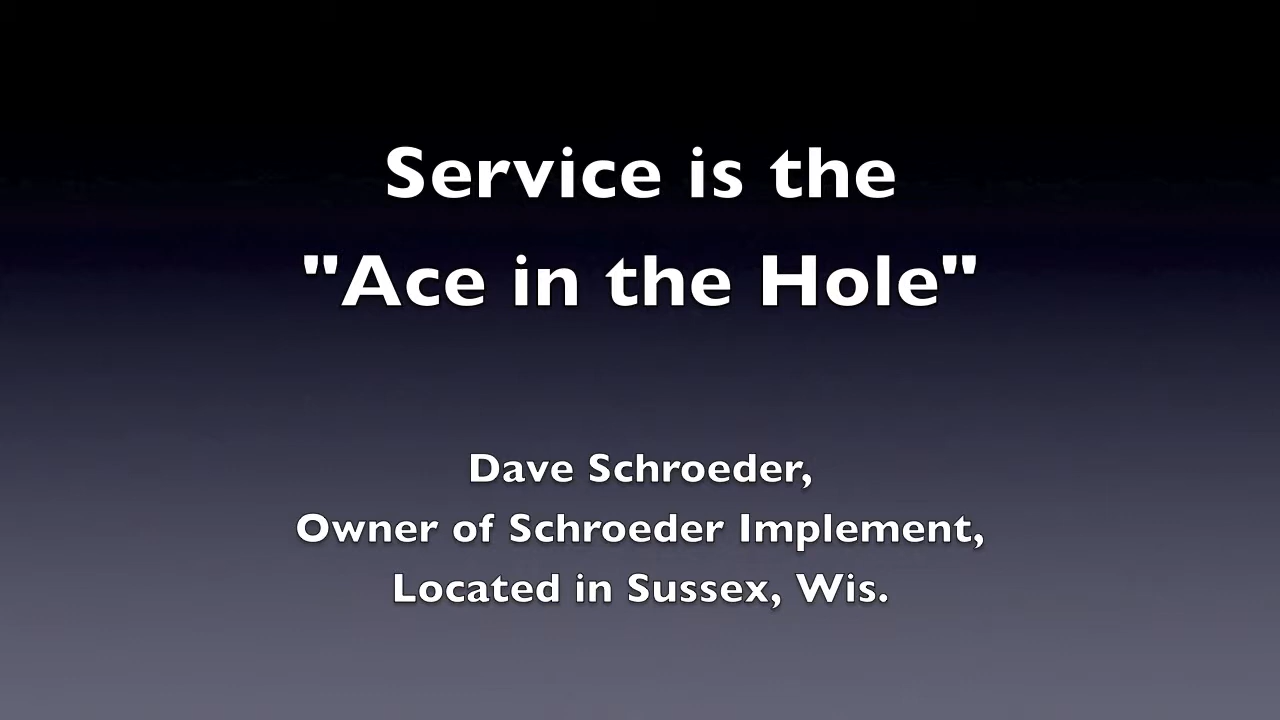 Service is the
"Ace in the Hole"
Dave Schroeder,
Owner of Schroeder Implement,
Located in Sussex, Wis.